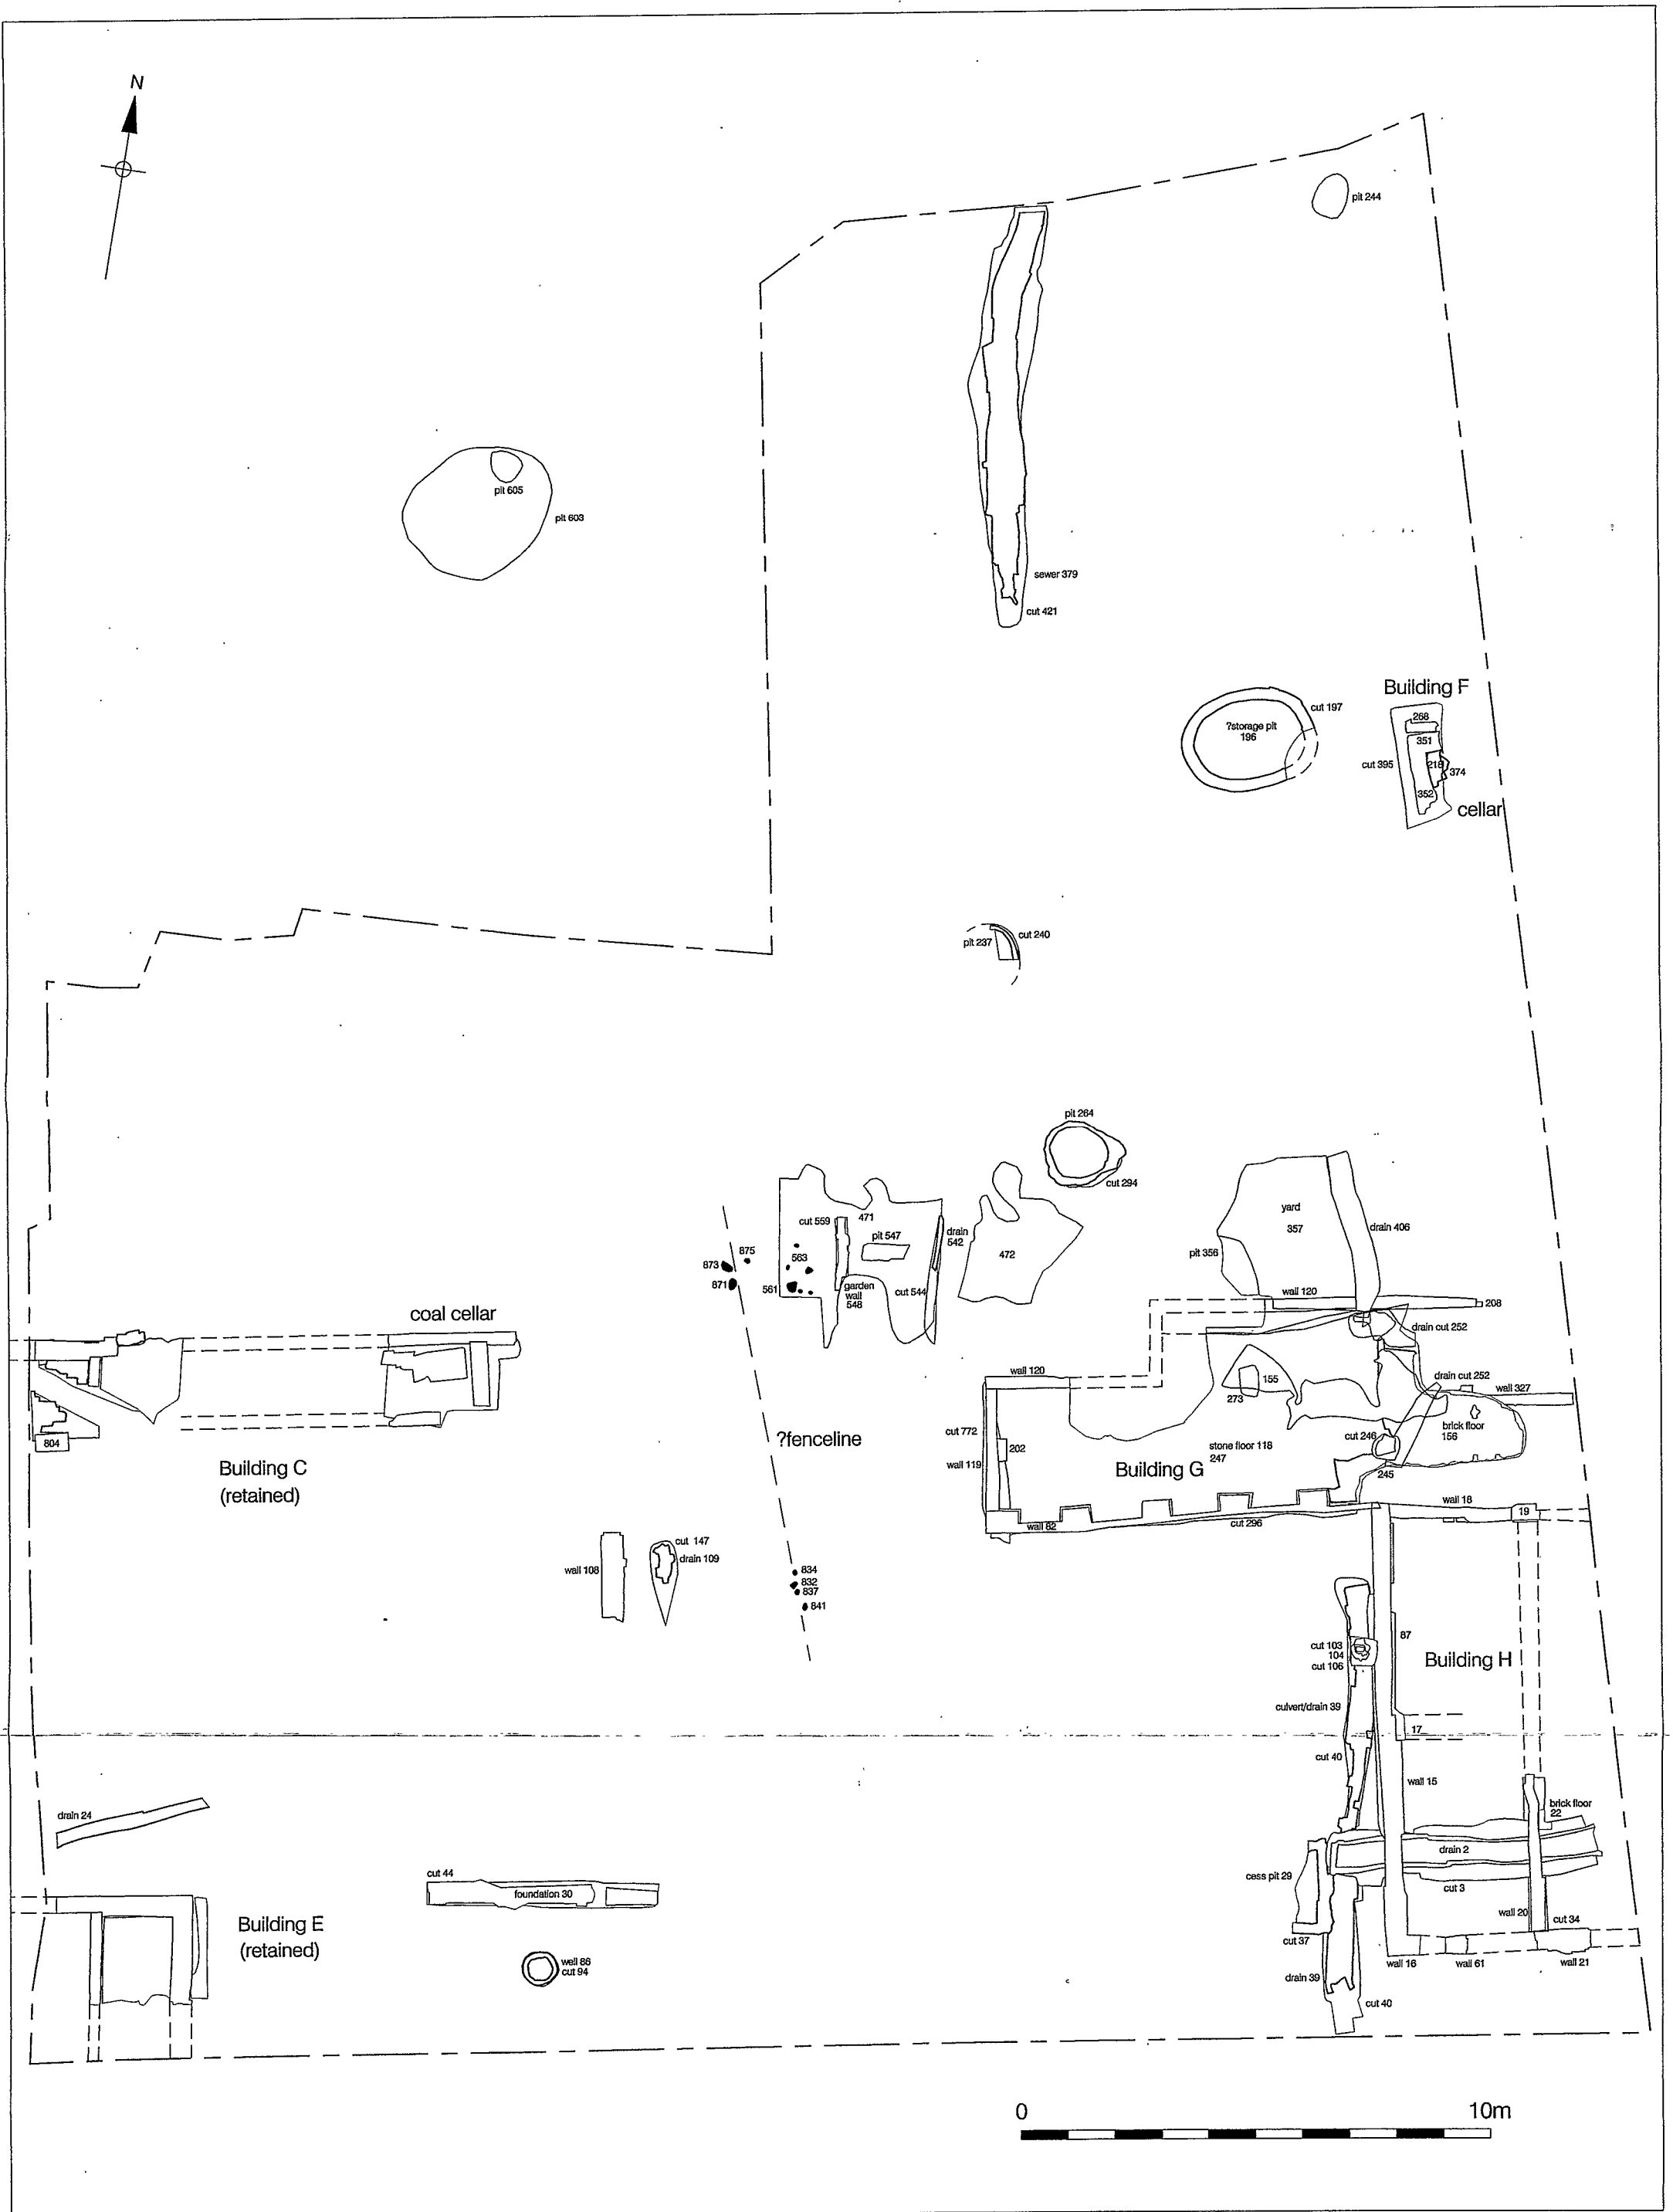 N
pit 244
pit 605
pit 603
sewer 379
cut 421
Building F
cut 197
?storage pit
196
268
351
cut 395
218
374
352
cellar
pit 237
cut 240
pit 264
cut 294
yard
357
drain 406
pit 356
cut 559
471
pit 547
drain
542
472
873
875
871
563
561
garden
wall
548
cut 544
wall 120
208
drain cut 252
coal cellar
804
Building C
(retained)
?fenceline
wall 120
155
273
drain cut 252
wall 327
cut 772
202
wall 119
stone floor 118
247
Building G
cut 246
245
brick floor
156
wall 82
cut 296
wall 18
19
wall 108
cut 147
drain 109
834
832
837
841
cut 103
104
cut 106
87
Building H
culvert/drain 39
17
cut 40
wall 15
drain 24
brick floor
22
drain 2
cess pit 29
cut 3
cut 44
foundation 30
wall 20
cut 34
cut 37
Building E
(retained)
well 86
cut 94
wall 16
wall 61
wall 21
drain 39
cut 40
0
10m